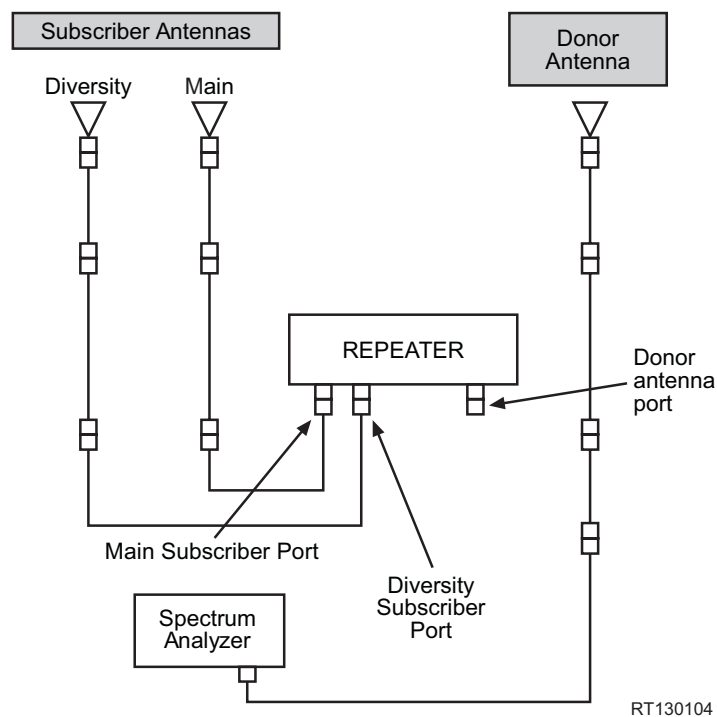 Subscriber Antennas
Donor
Antenna
Diversity
Main
REPEATER
Donor
antenna
port
Main Subscriber Port
Diversity
Subscriber
Port
Spectrum
Analyzer
RT130104